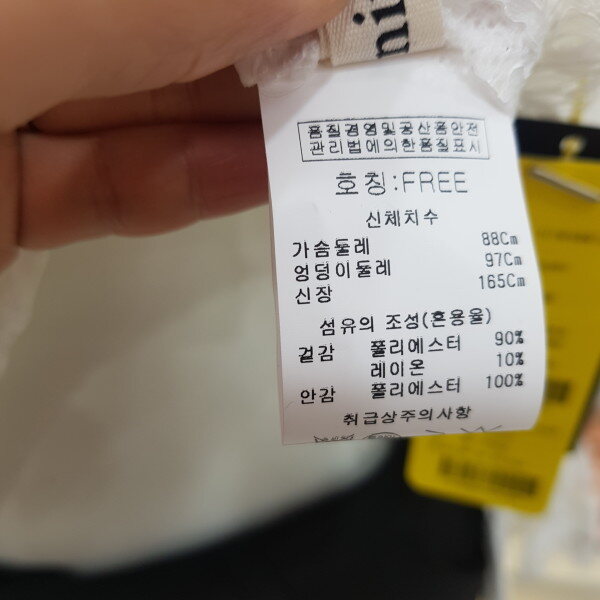 ni
품질경영및공산품안전
관리법에의한품질표시
호칭:FREE
신체치수
가슴둘레 88Cm
엉덩이둘레 97Cm
신장 165Cm
섬유의 조성(혼용율)
겉감 폴리에스터 90%
레이온 10%
안감 폴리에스터 100%
취급상주의사항